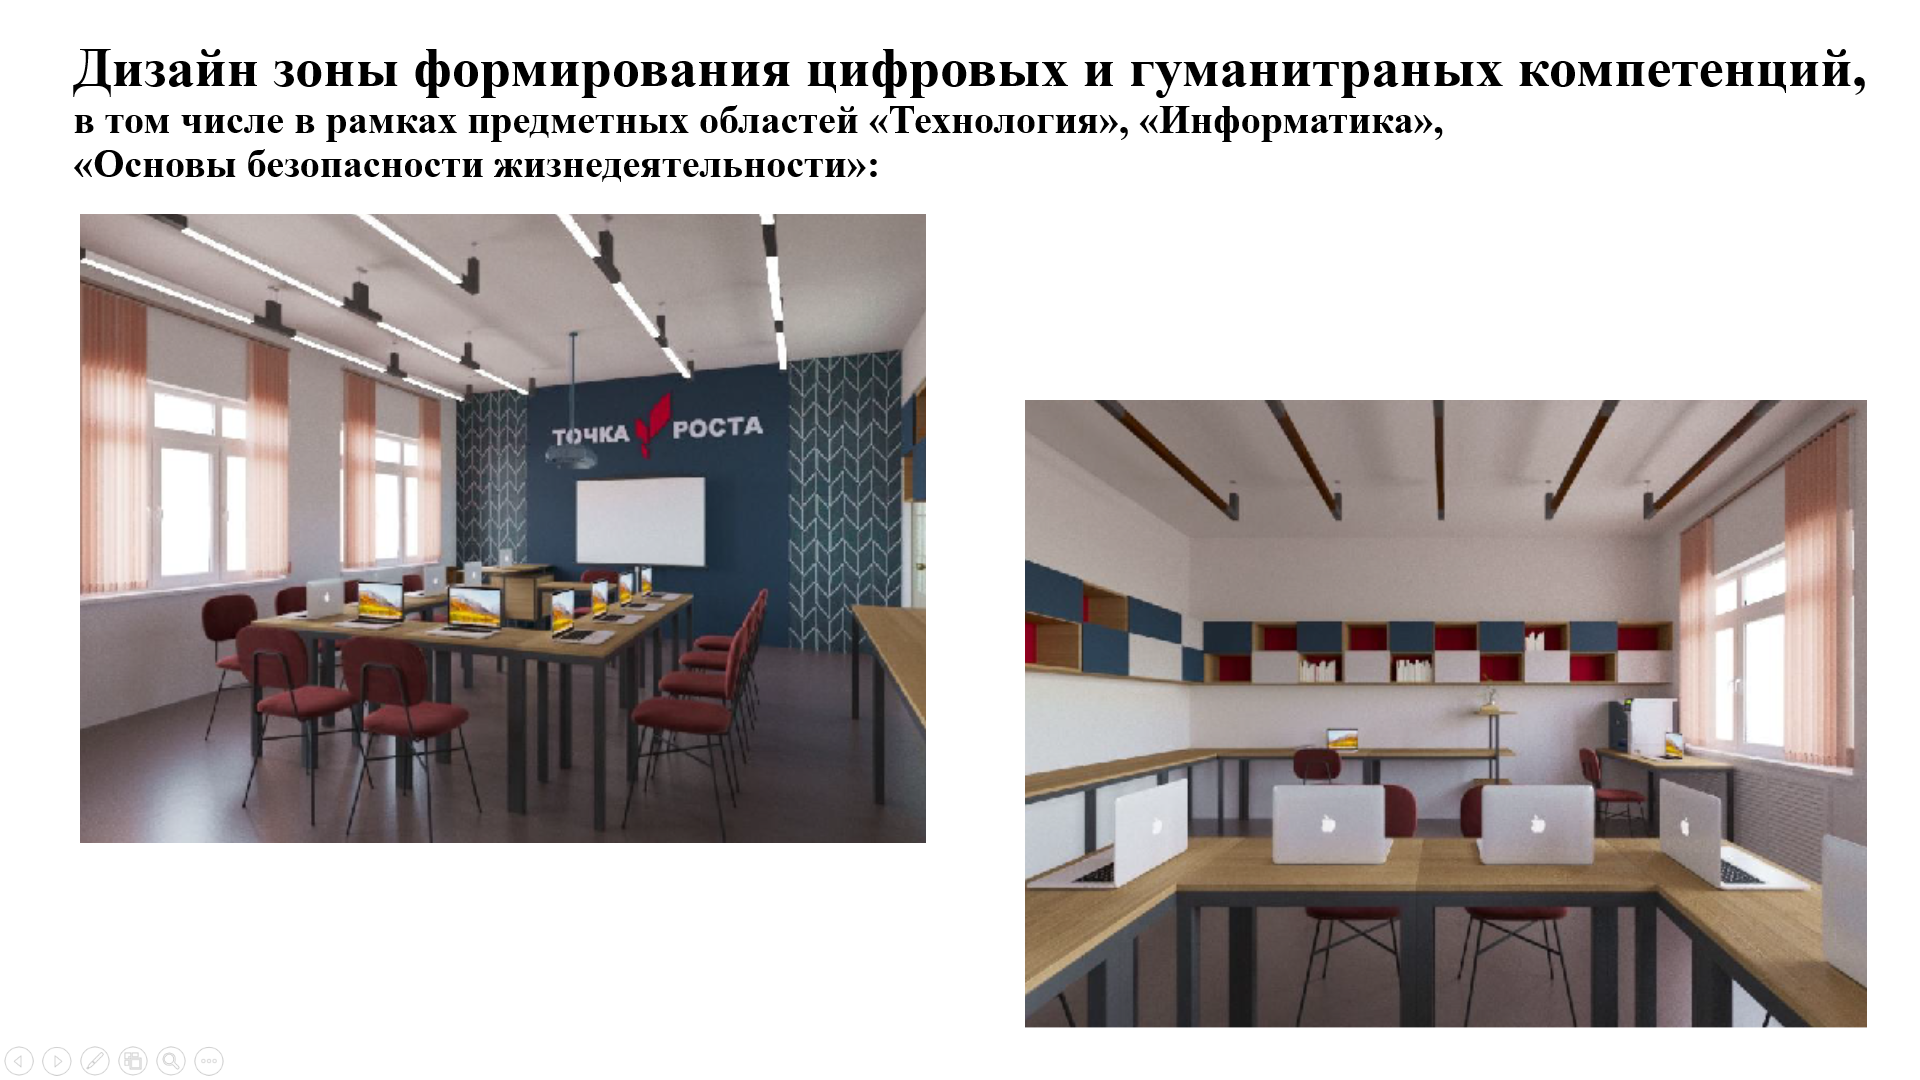 Дизайн зоны формирования цифровых и гуманитраных компетенций,
в том числе в рамках предметных областей «Технология», «Информатика»,
«Основы безопасности жизнедеятельности»:
ТОЧКА РОСТА